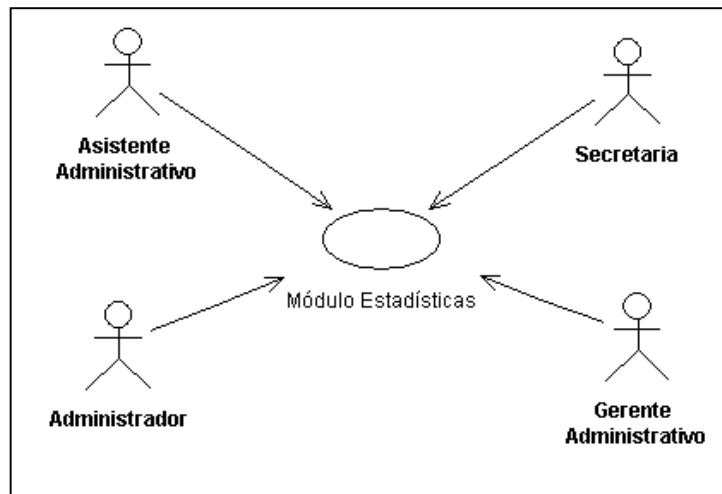 Asistente
Administrativo
Secretaria
Módulo Estadísticas
Administrador
Gerente
Administrativo